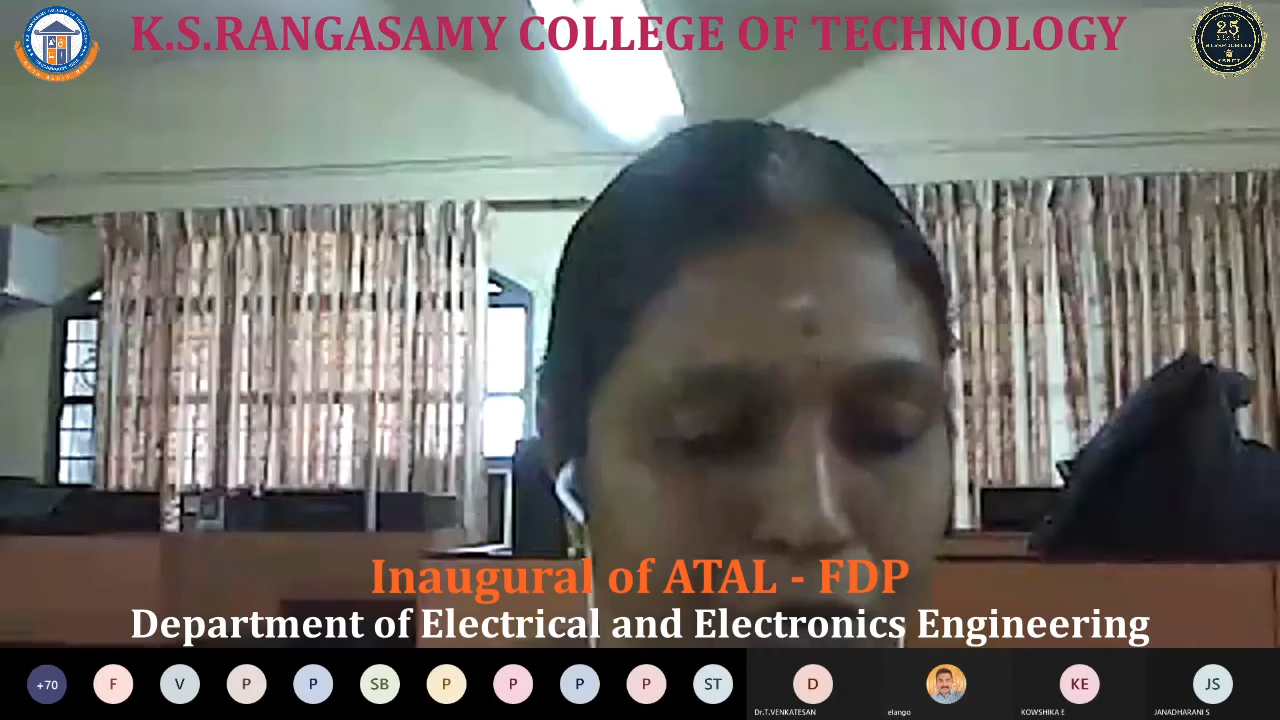 K.S.RANGASAMY COLLEGE OF TECHNOLOGY
25
Inaugural of ATAL - FDP
Department of Electrical and Electronics Engineering
+70 F V P P SB P P P P ST D KE JS
Dr.T.VENKATESAN elango KOWSHIKA E JANADHARANI S